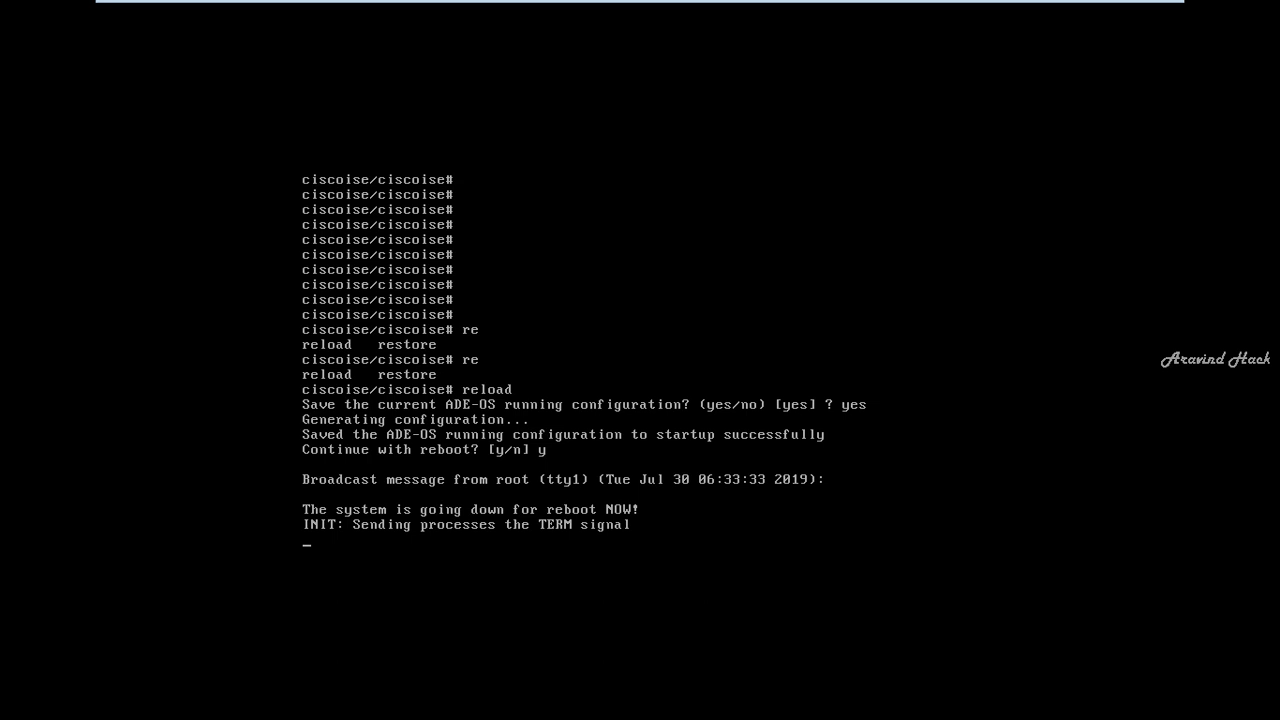 ciscoise/ciscoise#
ciscoise/ciscoise#
ciscoise/ciscoise#
ciscoise/ciscoise#
ciscoise/ciscoise#
ciscoise/ciscoise#
ciscoise/ciscoise#
ciscoise/ciscoise#
ciscoise/ciscoise#
ciscoise/ciscoise#
ciscoise/ciscoise# re
reload restore
ciscoise/ciscoise# re
reload restore
ciscoise/ciscoise# reload
Save the current ADE-OS running configuration? (yes/no) [yes] ? yes
Generating configuration...
Saved the ADE-OS running configuration to startup successfully
Continue with reboot? [y/n] y
Broadcast message from root (tty1) (Tue Jul 30 06:33:33 2019):
The system is going down for reboot NOW!
INIT: Sending processes the TERM signal
_
Aravind Hack